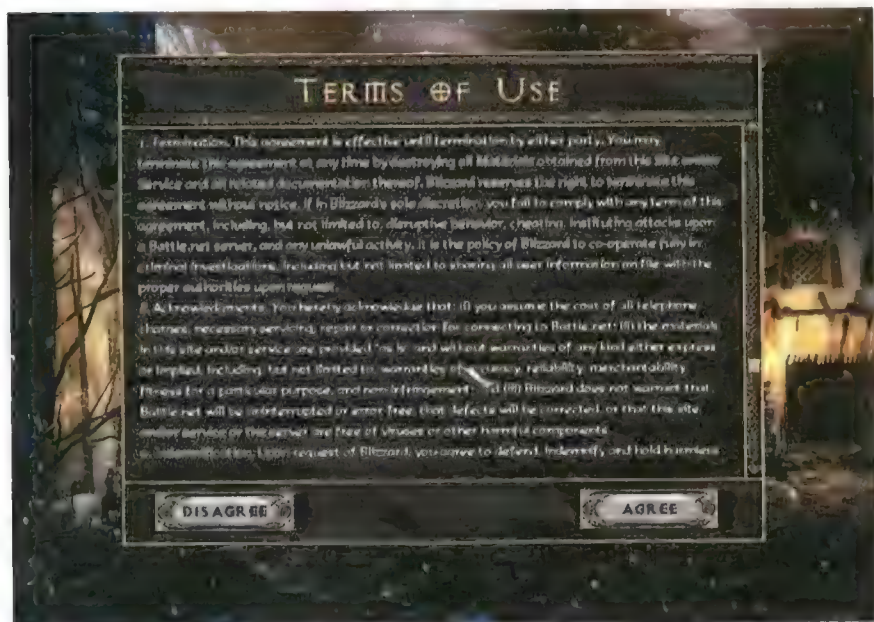 TERMS OF USE
Termination. This agreement is effective until termination by either party. You may
terminate this agreement at any time by destroying all materials obtained from this site and/or
service and all related documentation thereof. Blizzard reserves the right to terminate this
agreement without notice, if in Blizzard's sole discretion you fail to comply with any term of this
agreement, including, but not limited to, disruptive behavior, cheating, instituting attacks upon
a Battle.net server, and any unlawful activity. It is the policy of Blizzard to co-operate fully in
criminal investigations, including but not limited to sharing all user information on file with the
proper authorities upon request.
Acknowledgments. You hereby acknowledge that: (i) you assume the cost of all telephone
charges, necessary servicing, repair or correction for connecting to Battle.net; (ii) the materials
in this site and/or service are provided "as is" and without warranties of any kind either express
or implied, including, but not limited to, warranties of accuracy, reliability, merchantability,
fitness for a particular purpose, and non-infringement; (iii) Blizzard does not warrant that
Battle.net will be uninterrupted or error-free, that defects will be corrected, or that this site
server are free of viruses or other harmful components.
Upon request of Blizzard, you agree to defend, indemnify, and hold harmless
DISAGREE
AGREE